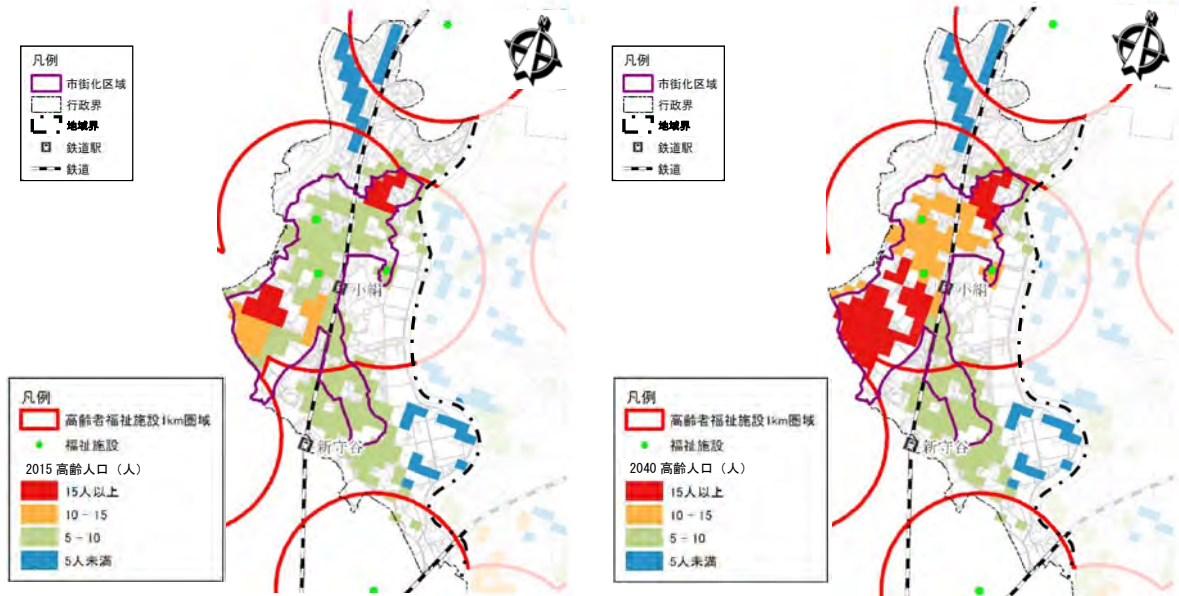 凡例
市街化区域
行政界
地域界
鉄道駅
鉄道
小絹
新守谷
凡例
高齢者福祉施設1km圏域
福祉施設
2015 高齢人口（人）
15人以上
10 - 15
5 - 10
5人未満
凡例
市街化区域
行政界
地域界
鉄道駅
鉄道
小絹
新守谷
凡例
高齢者福祉施設1km圏域
福祉施設
2040 高齢人口（人）
15人以上
10 - 15
5 - 10
5人未満